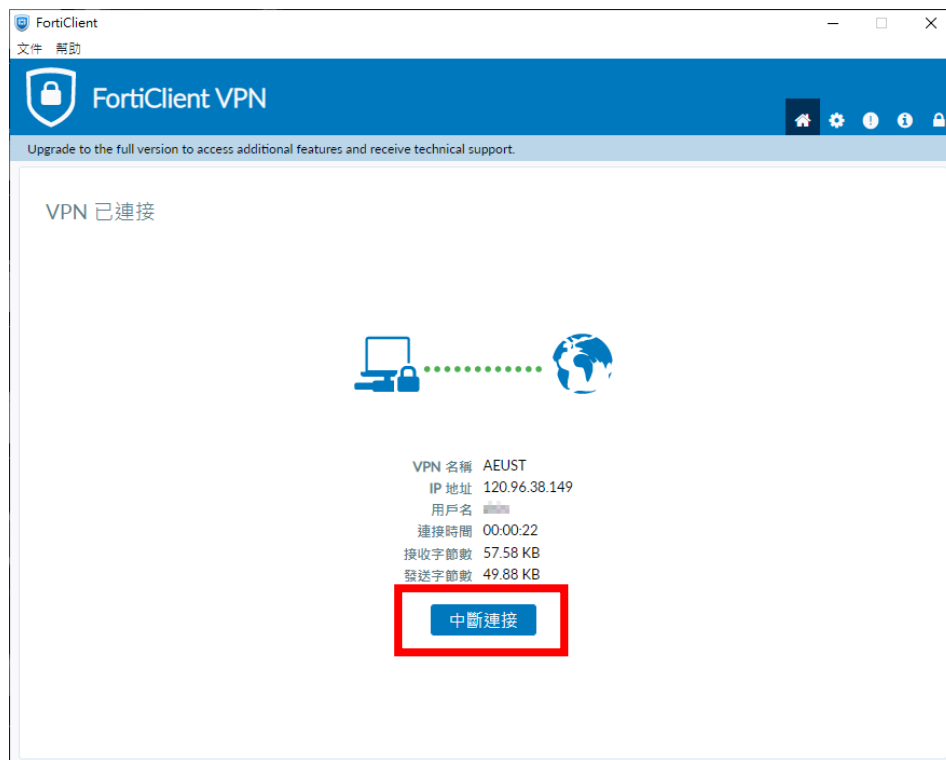 FortiClient
文件 幫助
FortiClient VPN
Upgrade to the full version to access additional features and receive technical support.
VPN 已連接
VPN 名稱 AEUST
IP 地址 120.96.38.149
用戶名
連接時間 00:00:22
接收字節數 57.58 KB
發送字節數 49.88 KB
中斷連接